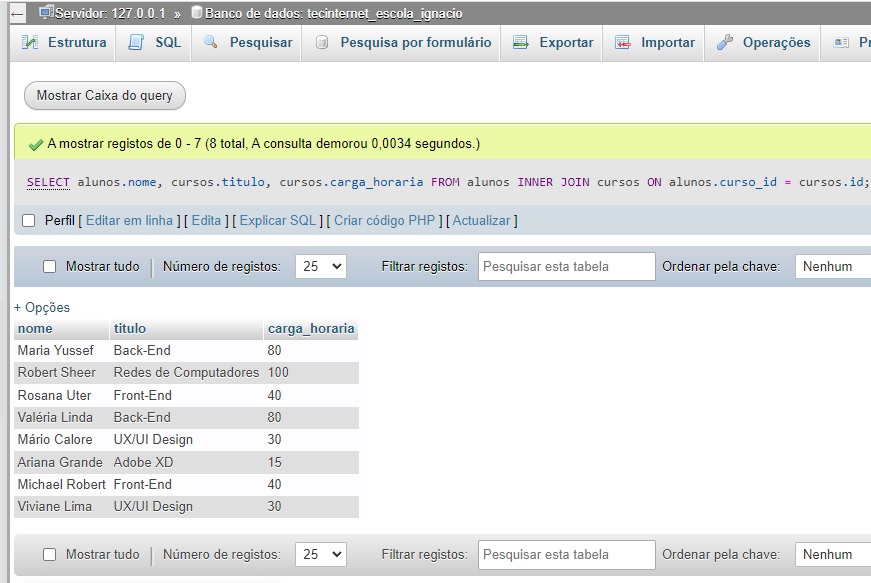 ← Servidor: 127.0.0.1 » Banco de dados: tecinternet_escola_ignacio
Estrutura SQL Pesquisar Pesquisa por formulário Exportar Importar Operações
Mostrar Caixa do query
A mostrar registos de 0 - 7 (8 total, A consulta demorou 0,0034 segundos.)
SELECT alunos.nome, cursos.titulo, cursos.carga_horaria FROM alunos INNER JOIN cursos ON alunos.curso_id = cursos.id;
Perfil [ Editar em linha ] [ Edita ] [ Explicar SQL ] [ Criar código PHP ] [ Actualizar ]
Mostrar tudo | Número de registos: 25 Filtrar registos: Pesquisar esta tabela Ordenar pela chave: Nenhum
+ Opções
nome titulo carga_horaria
Maria Yussef Back-End 80
Robert Sheer Redes de Computadores 100
Rosana Uter Front-End 40
Valéria Linda Back-End 80
Mário Calore UX/UI Design 30
Ariana Grande Adobe XD 15
Michael Robert Front-End 40
Viviane Lima UX/UI Design 30
Mostrar tudo | Número de registos: 25 Filtrar registos: Pesquisar esta tabela Ordenar pela chave: Nenhum